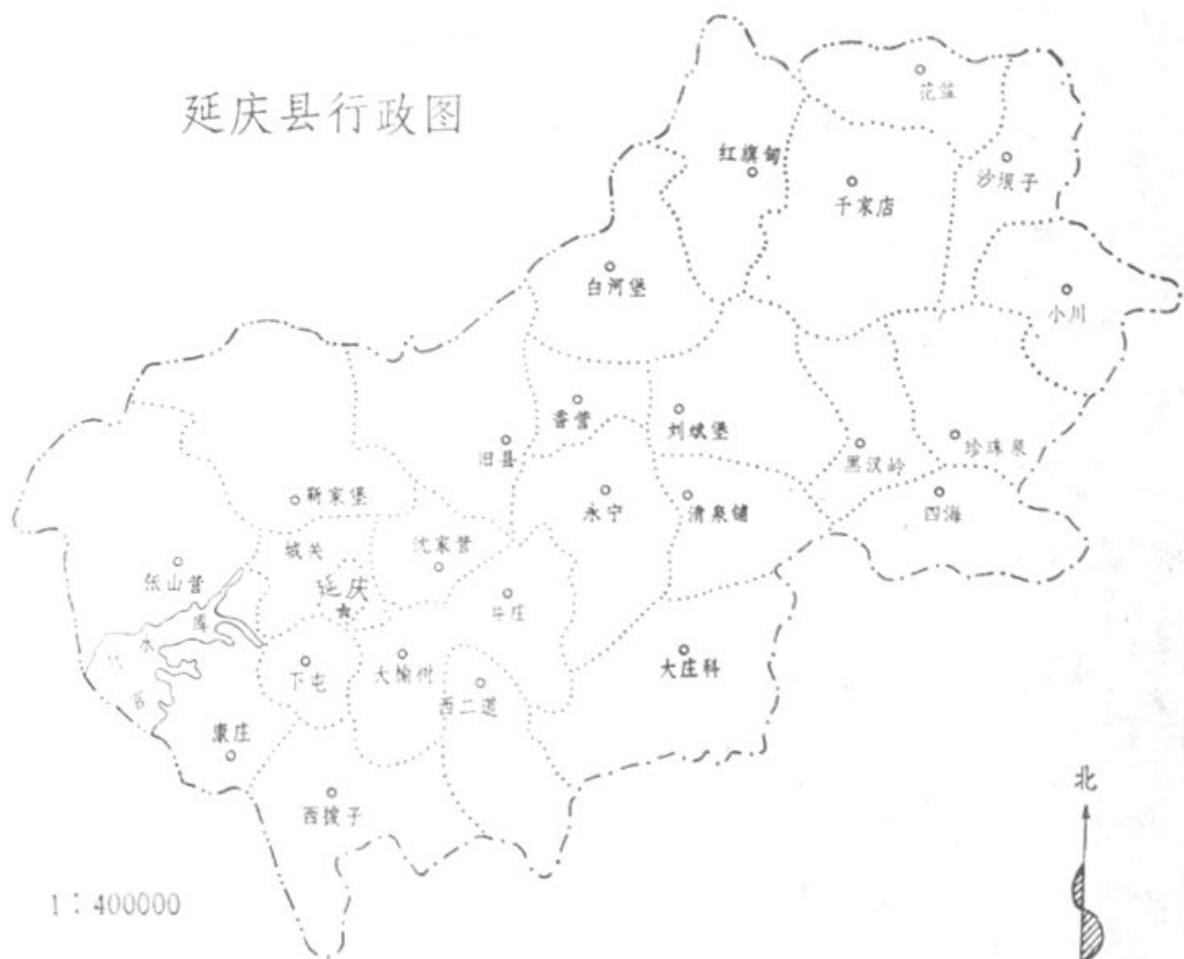 延庆县行政图
花盆
红旗甸
沙坝子
千家店
白河堡
小川
香营
刘斌堡
旧县
黑汉岭
珍珠泉
靳家堡
永宁
清泉铺
四海
城关
沈家营
张山营
延庆
井庄
官厅水库
下屯
大榆树
西二道
大庄科
康庄
西拨子
北
1:400000